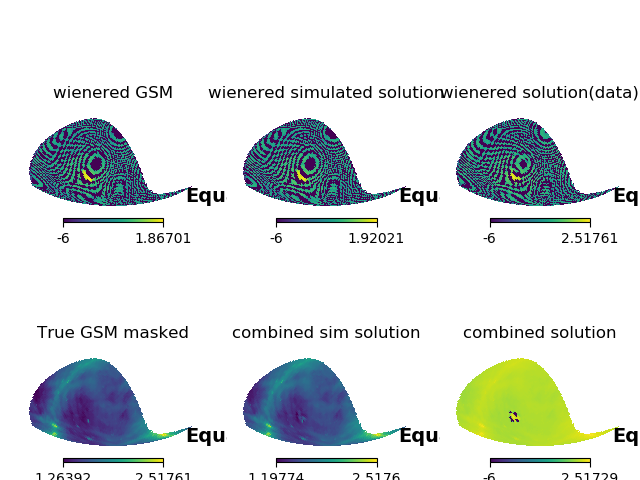 wienered GSM
wienered simulated solution
wienered solution(data)
Equ
Equ
Eq
-6 1.86701
-6 1.92021
-6 2.51761
True GSM masked
combined sim solution
combined solution
Equ
Equ
Eq
1.26392 2.51761
1.19774 2.5176
-6 2.51729